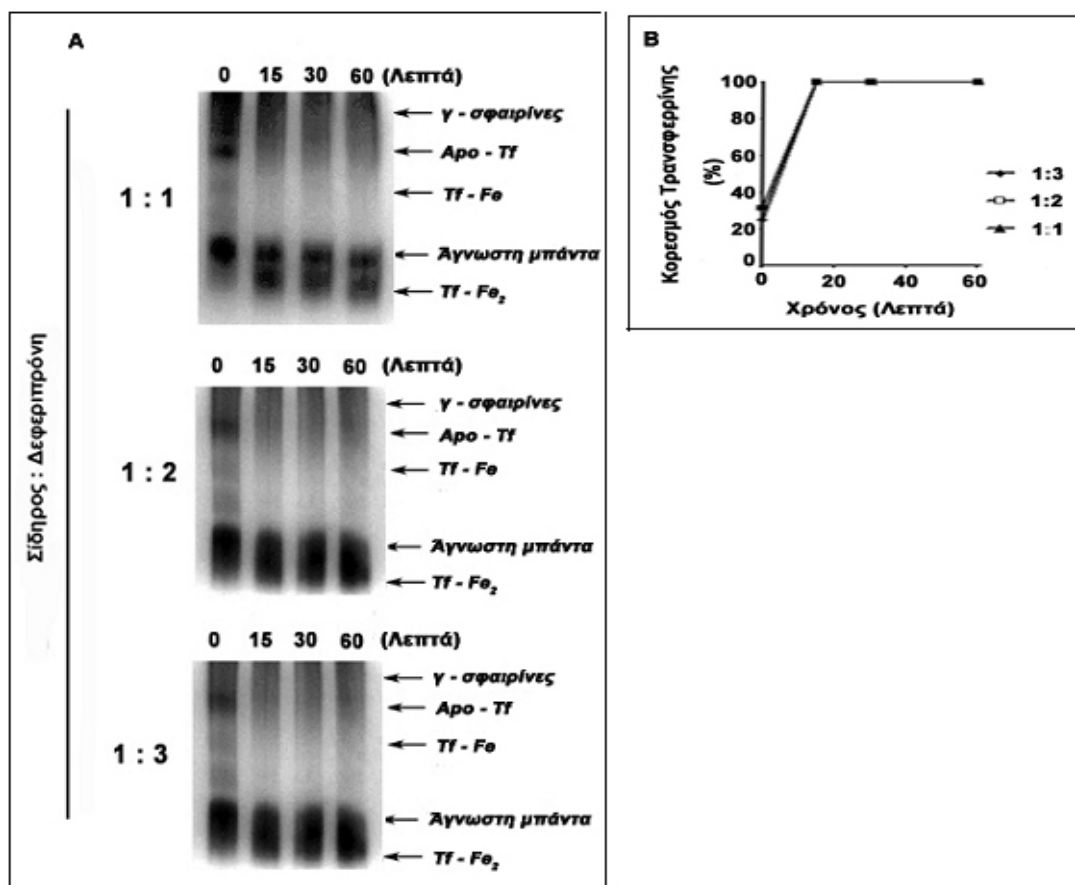 A
0 15 30 60 (Λεπτά)
γ - σφαιρίνες
Apo - Tf
1 : 1
Tf - Fe
Άγνωστη μπάντα
Tf - Fe₂
0 15 30 60 (Λεπτά)
γ - σφαιρίνες
Apo - Tf
1 : 2
Tf - Fe
Άγνωστη μπάντα
Tf - Fe₂
0 15 30 60 (Λεπτά)
γ - σφαιρίνες
Apo - Tf
1 : 3
Tf - Fe
Άγνωστη μπάντα
Tf - Fe₂
Σίδηρος : Δεφεριπρόνη
B
Κορεσμός Τρανσφερρίνης
(%)
100
80
60
40
20
0
0 20 40 60
Χρόνος (Λεπτά)
1:3
1:2
1:1